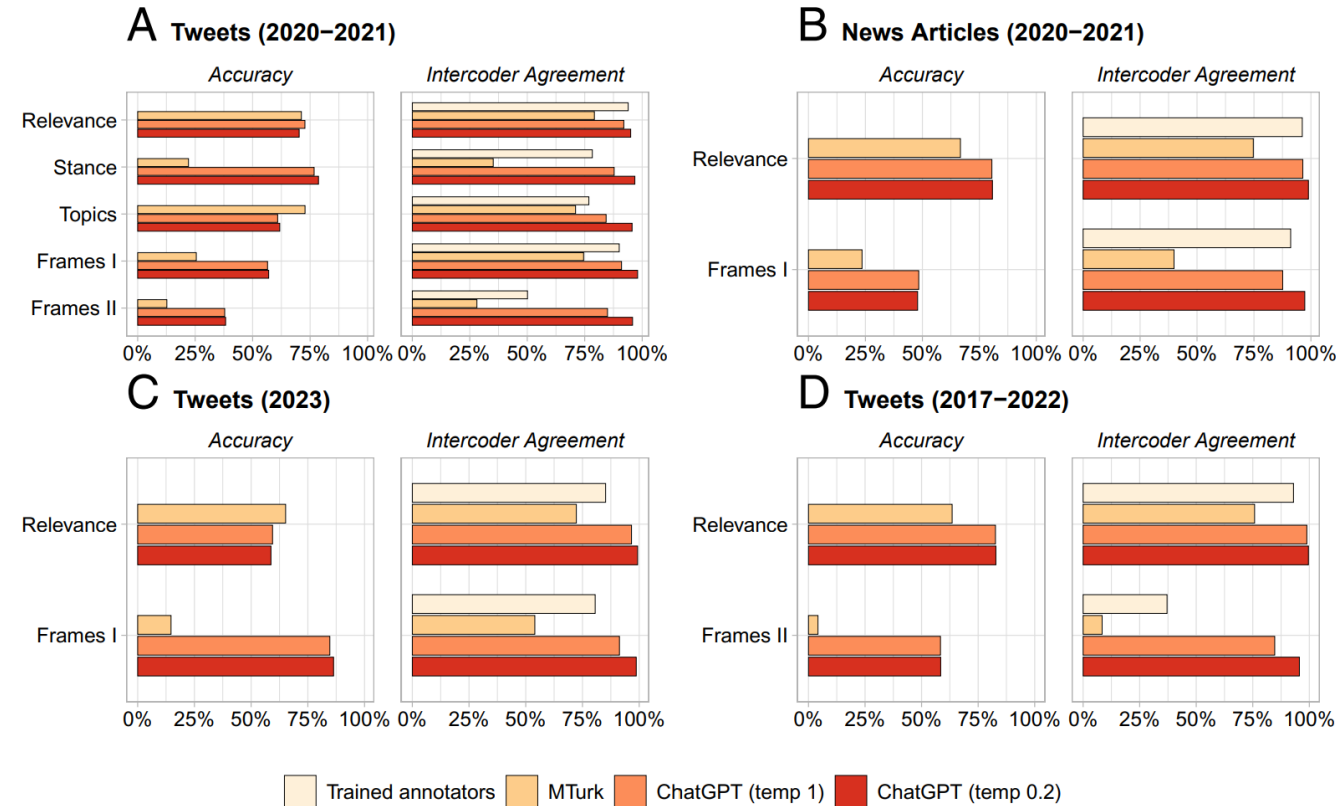 A Tweets (2020−2021)
Accuracy
Intercoder Agreement
Relevance
Stance
Topics
Frames I
Frames II
0% 25% 50% 75% 100%
0% 25% 50% 75% 100%
B News Articles (2020−2021)
Accuracy
Intercoder Agreement
Relevance
Frames I
0% 25% 50% 75% 100%
0% 25% 50% 75% 100%
C Tweets (2023)
Accuracy
Intercoder Agreement
Relevance
Frames I
0% 25% 50% 75% 100%
0% 25% 50% 75% 100%
D Tweets (2017−2022)
Accuracy
Intercoder Agreement
Relevance
Frames II
0% 25% 50% 75% 100%
0% 25% 50% 75% 100%
Trained annotators MTurk ChatGPT (temp 1) ChatGPT (temp 0.2)